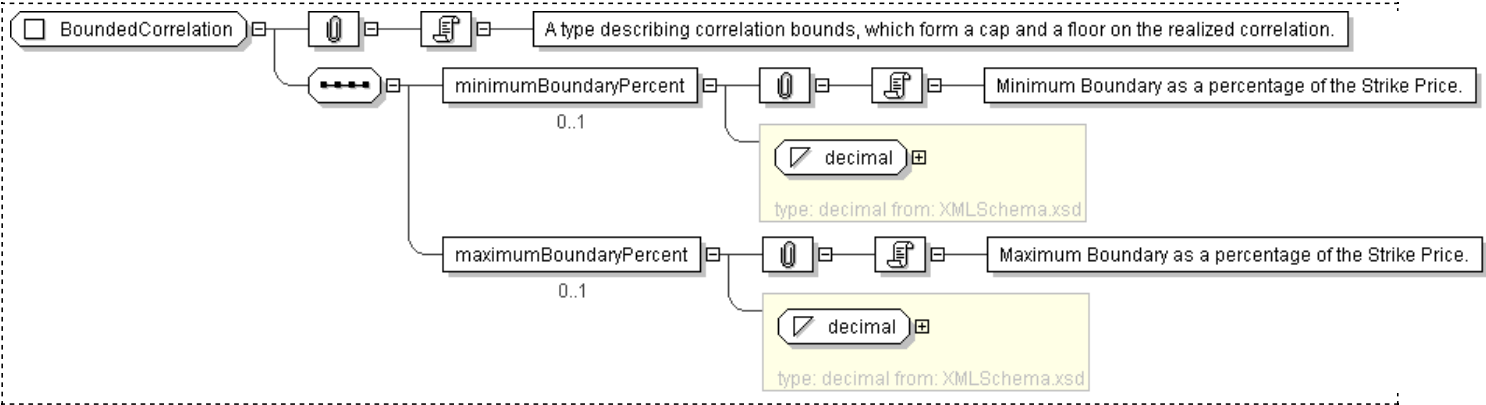 BoundedCorrelation
A type describing correlation bounds, which form a cap and a floor on the realized correlation.
minimumBoundaryPercent
Minimum Boundary as a percentage of the Strike Price.
0..1
decimal
type: decimal from: XMLSchema.xsd
maximumBoundaryPercent
Maximum Boundary as a percentage of the Strike Price.
0..1
decimal
type: decimal from: XMLSchema.xsd